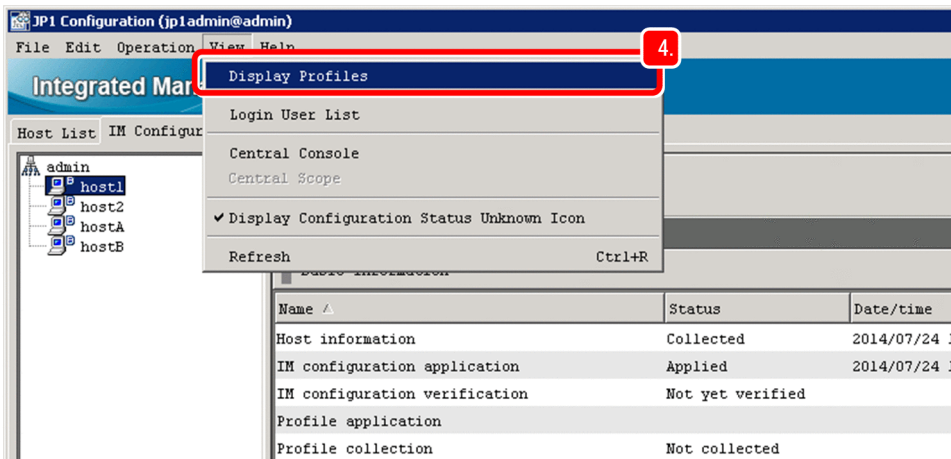 JP1 Configuration (jp1admin@admin)
File Edit Operation View Help
4.
Integrated Man
Display Profiles
Login User List
Central Console
Central Scope
Display Configuration Status Unknown Icon
Refresh Ctrl+R
Host List IM Configur
admin
host1
host2
hostA
hostB
Basic Information
Name Status Date/time
Host information Collected 2014/07/24
IM configuration application Applied 2014/07/24
IM configuration verification Not yet verified
Profile application
Profile collection Not collected